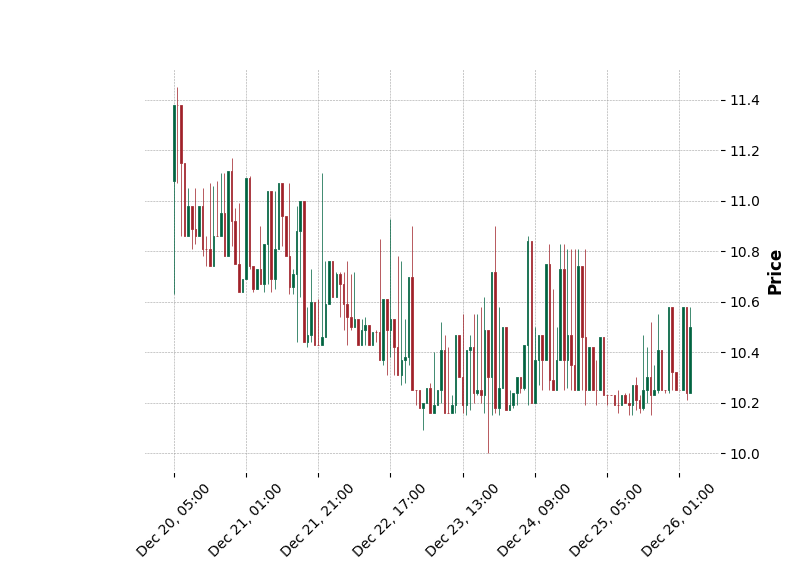 11.4
11.2
11.0
10.8
10.6
10.4
10.2
10.0
Price
Dec 20, 05:00
Dec 21, 01:00
Dec 21, 21:00
Dec 22, 17:00
Dec 23, 13:00
Dec 24, 09:00
Dec 25, 05:00
Dec 26, 01:00